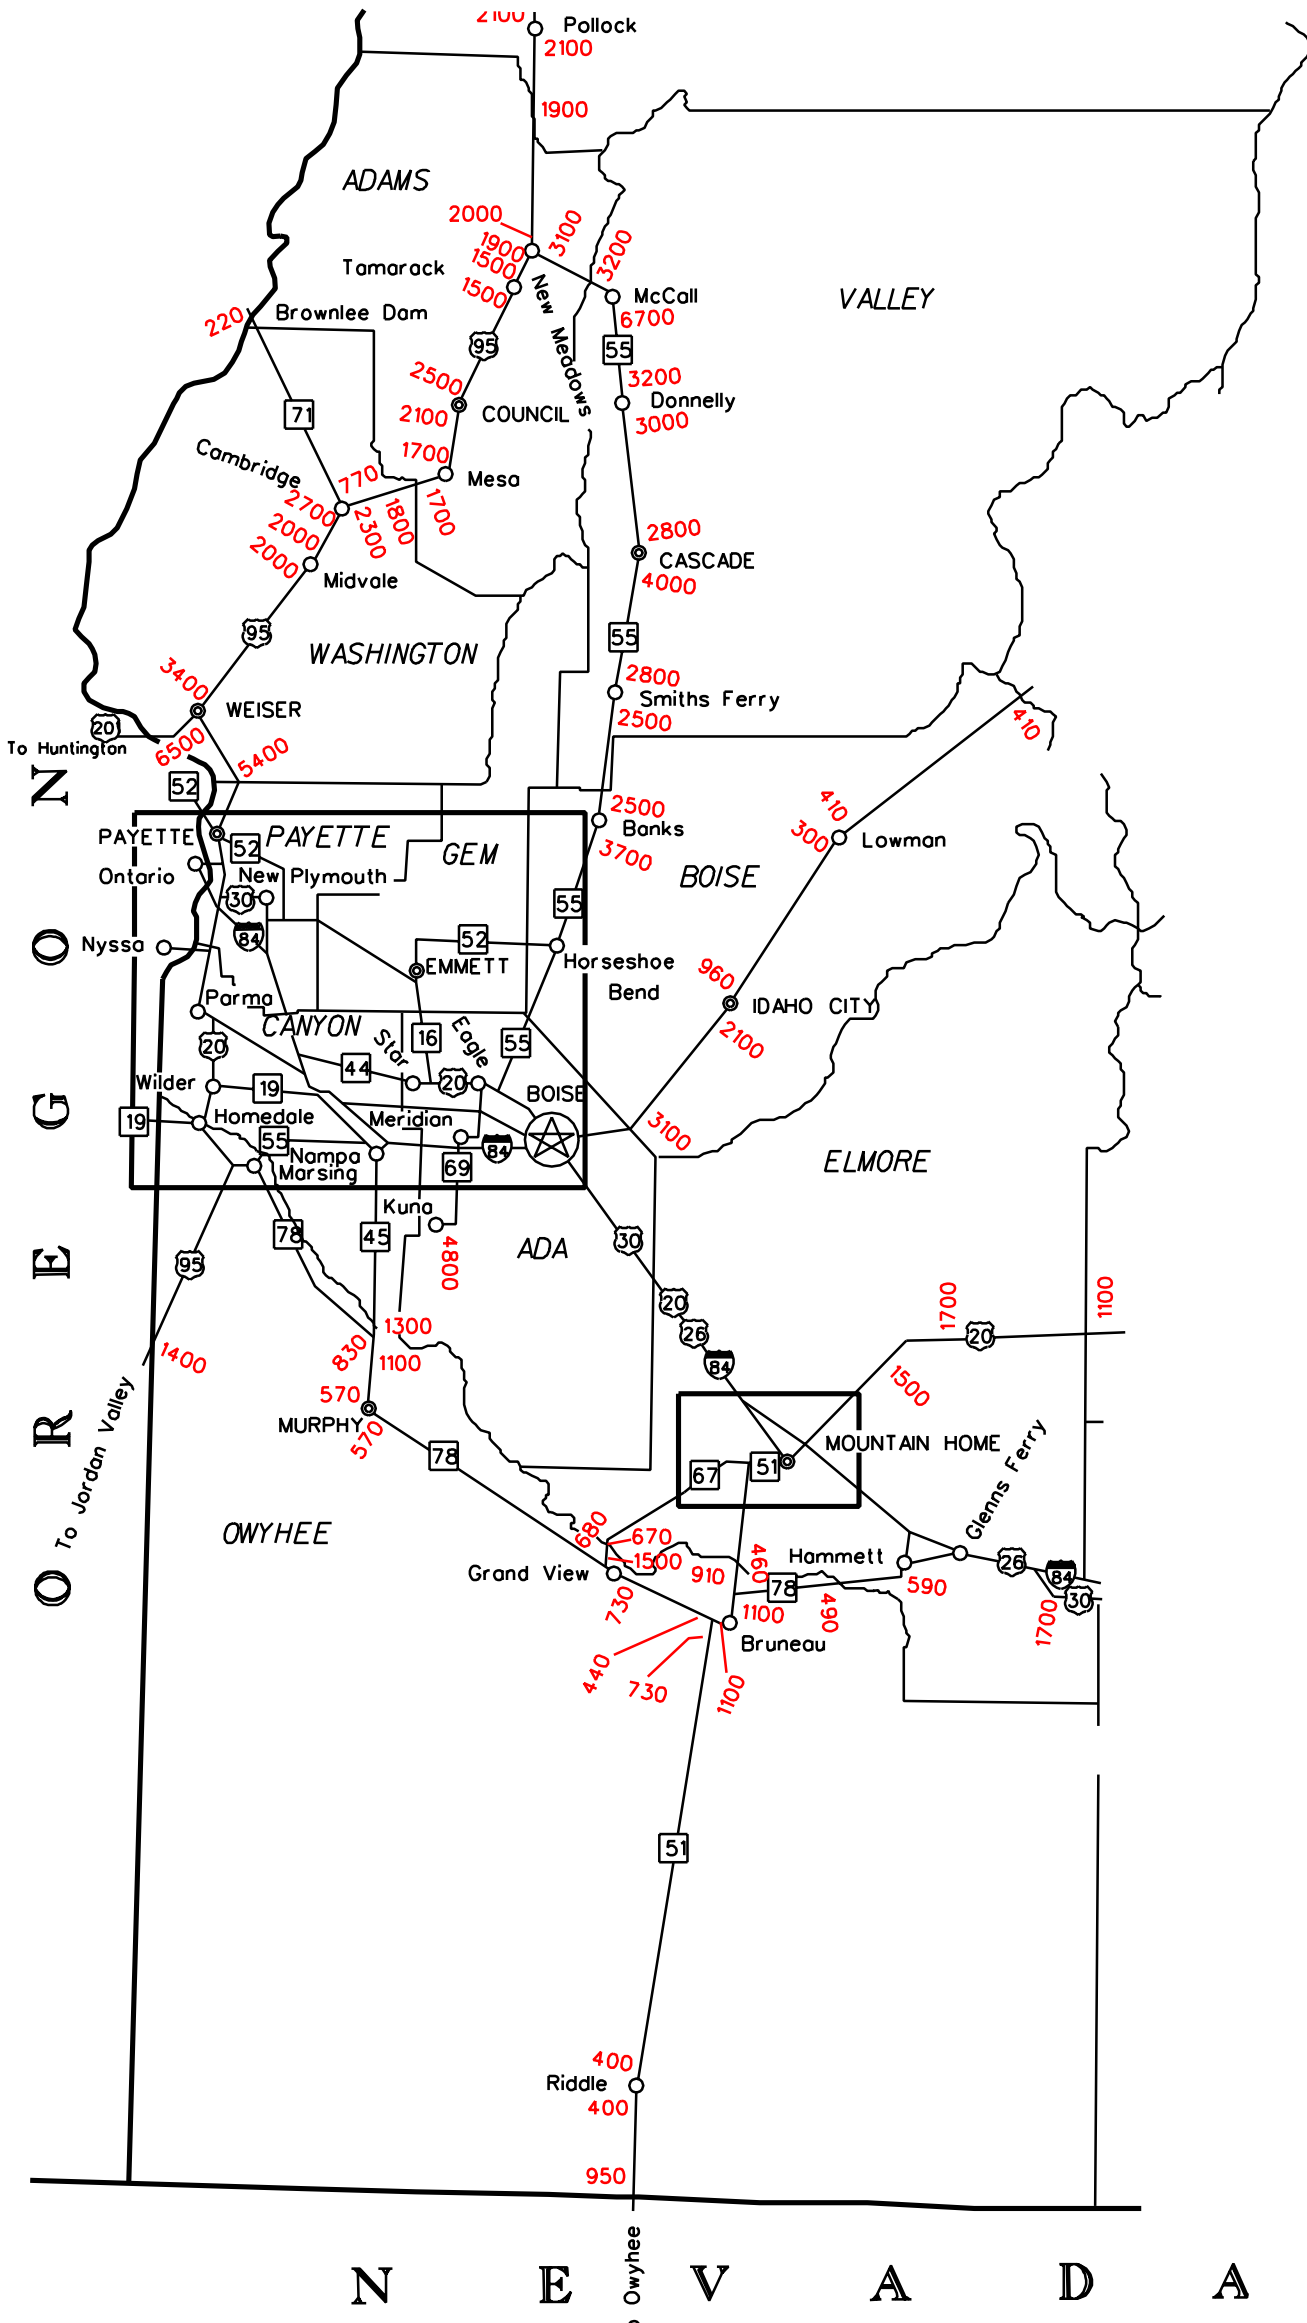 2100
Pollock
2100
1900
ADAMS
2000
3100
1900
3200
1500
Tamarack
1500
New Meadows
McCall
VALLEY
6700
220
Brownlee Dam
95
55
2500
3200
Donnelly
3000
71
2100
COUNCIL
Cambridge
1700
770
Mesa
2700
2300
1800
1700
2000
2000
Midvale
2800
CASCADE
4000
95
WASHINGTON
55
3400
2800
WEISER
Smiths Ferry
2500
410
20
To Huntington
6500
5400
52
2500
Banks
3700
410
300
Lowman
PAYETTE
PAYETTE
52
GEM
BOISE
Ontario
New Plymouth
30
55
84
52
Nyssa
EMMETT
Horseshoe
Bend
960
IDAHO CITY
2100
Parma
CANYON
Star
16
Eagle
55
20
44
Wilder
19
20
BOISE
19
Homedale
Meridian
3100
55
84
Nampa
Marsing
69
ELMORE
Kuna
78
45
4800
ADA
30
95
20
26
1700
20
1100
1300
830
1100
1400
84
1500
570
MURPHY
570
78
67
51
MOUNTAIN HOME
Glenns Ferry
To Jordan Valley
OWYHEE
680
670
1500
910
460
Hammett
26
84
30
Grand View
730
590
78
1100
490
1700
Bruneau
440
730
1100
51
400
Riddle
400
950
Owyhee
O R E G O N
N E V A D A